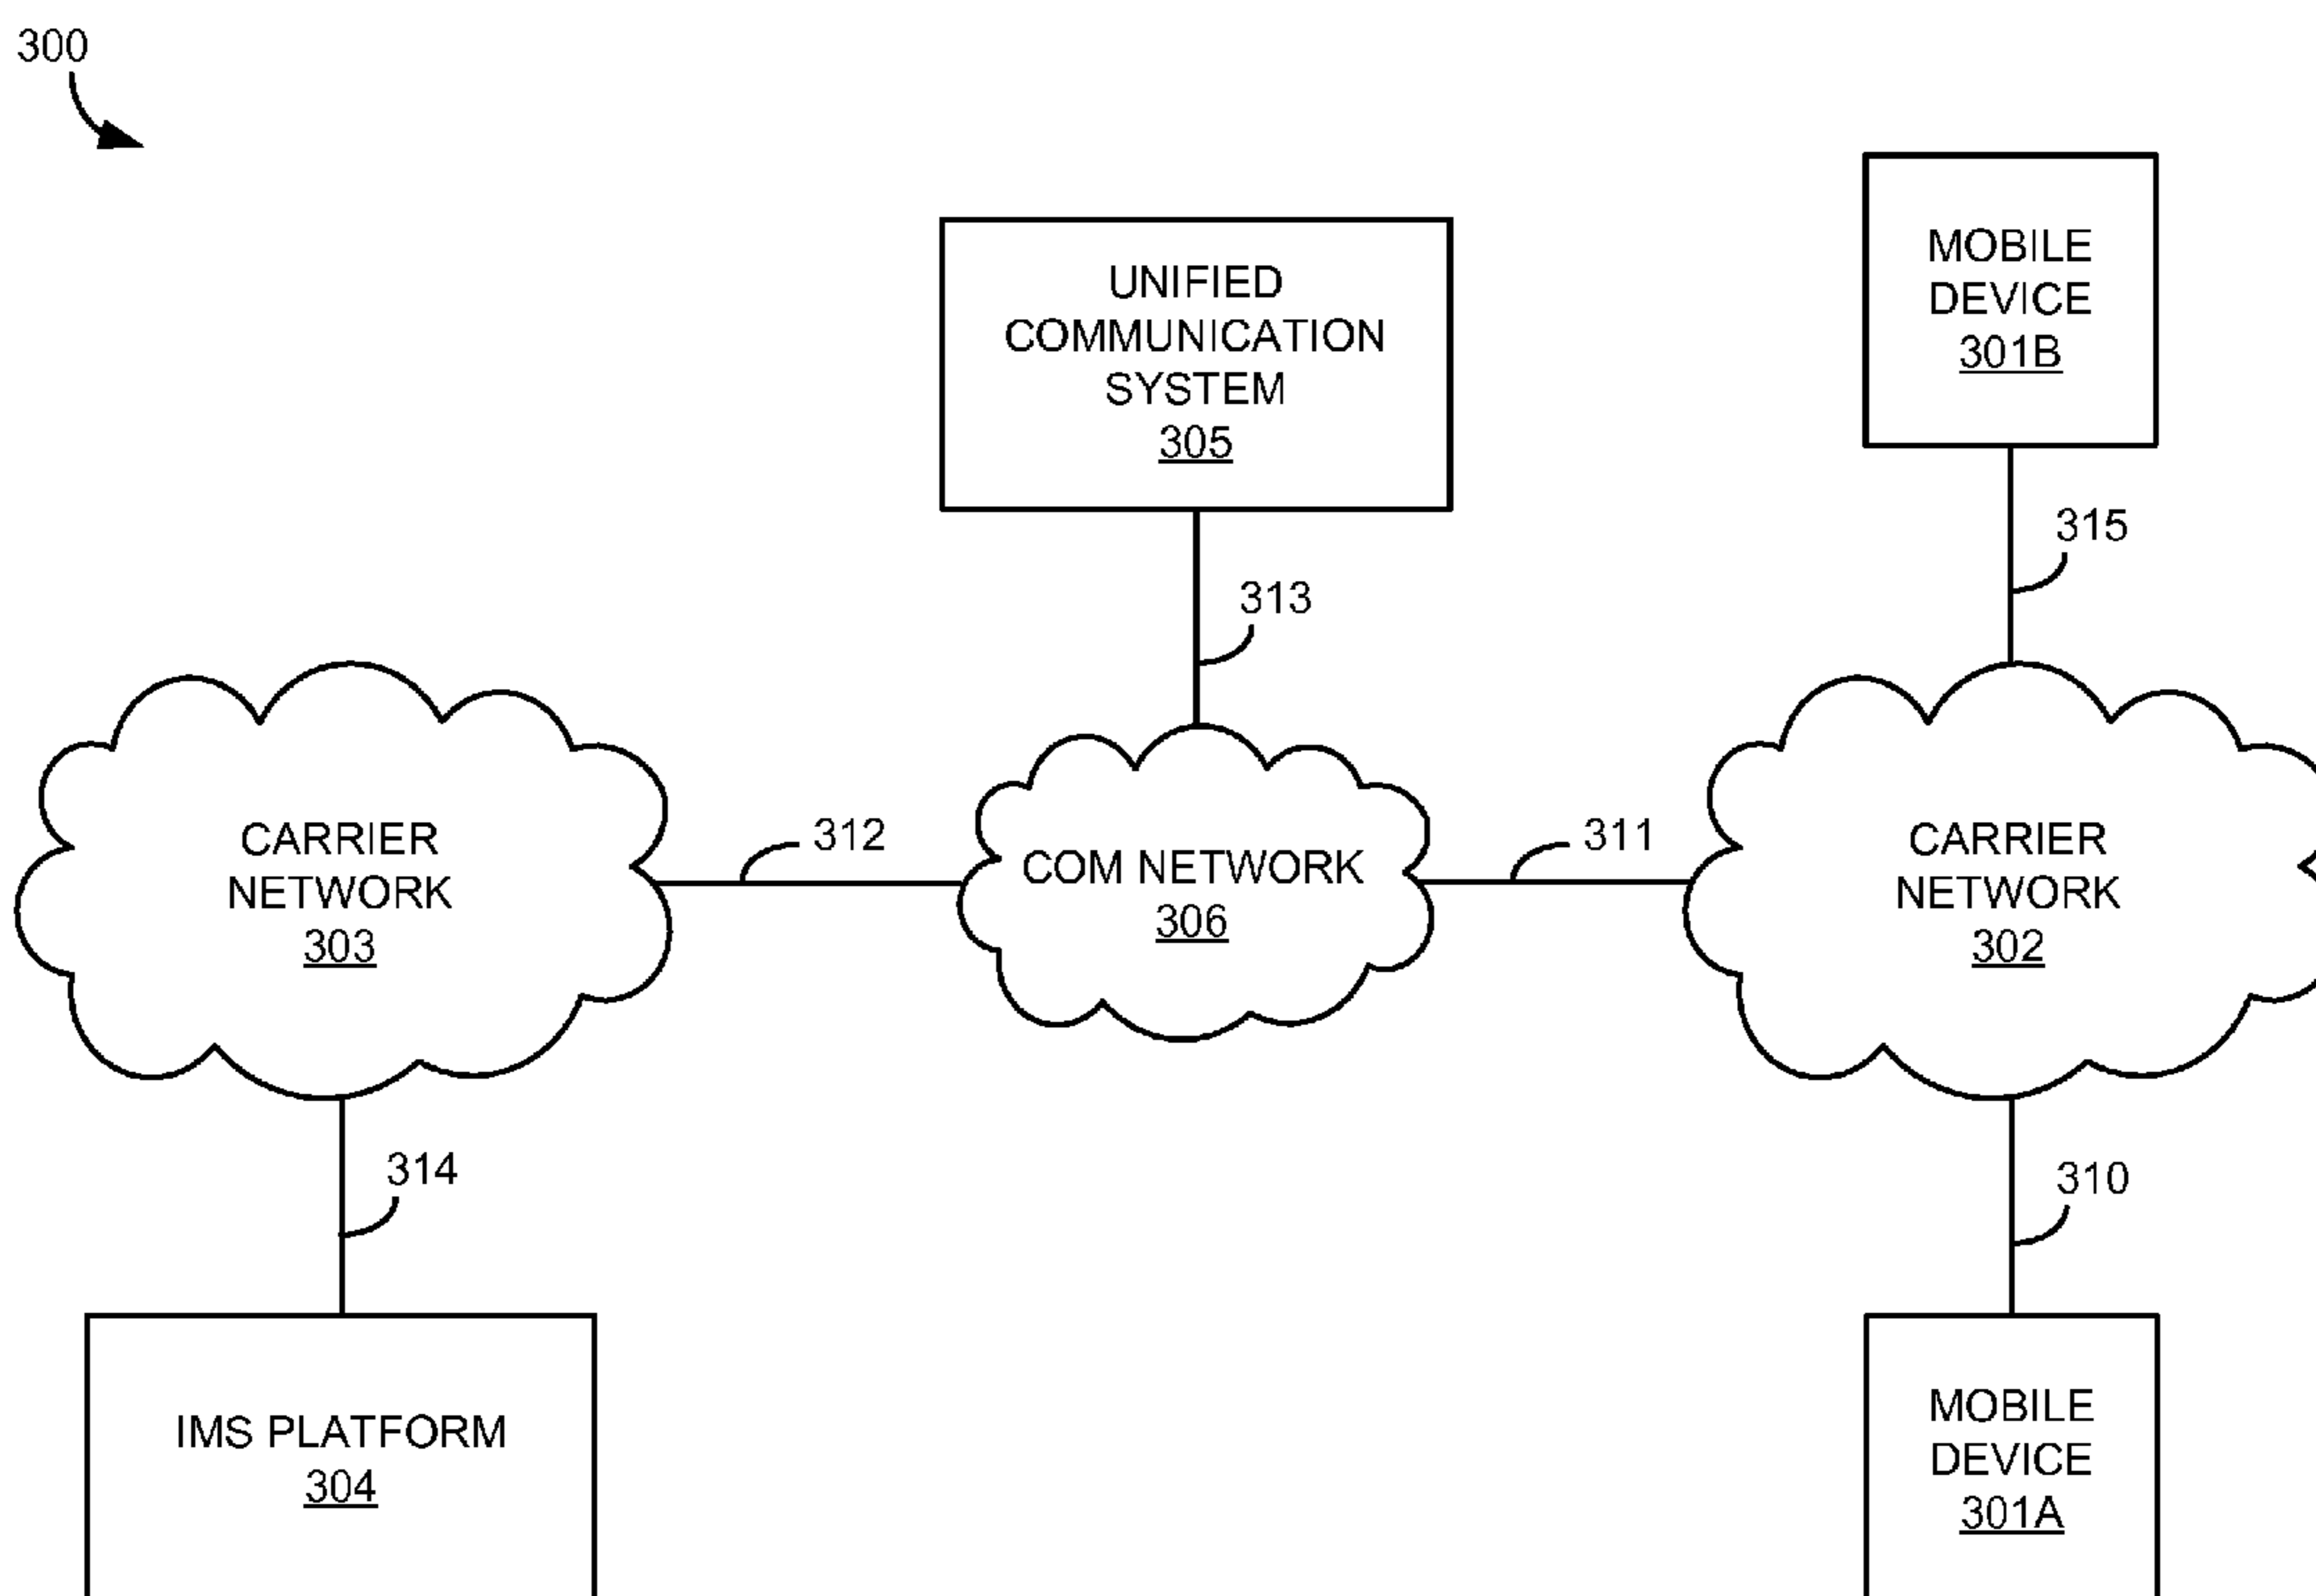 300
UNIFIED
COMMUNICATION
SYSTEM
305
MOBILE
DEVICE
301B
313
315
CARRIER
NETWORK
303
312
COM NETWORK
306
311
CARRIER
NETWORK
302
314
310
IMS PLATFORM
304
MOBILE
DEVICE
301A